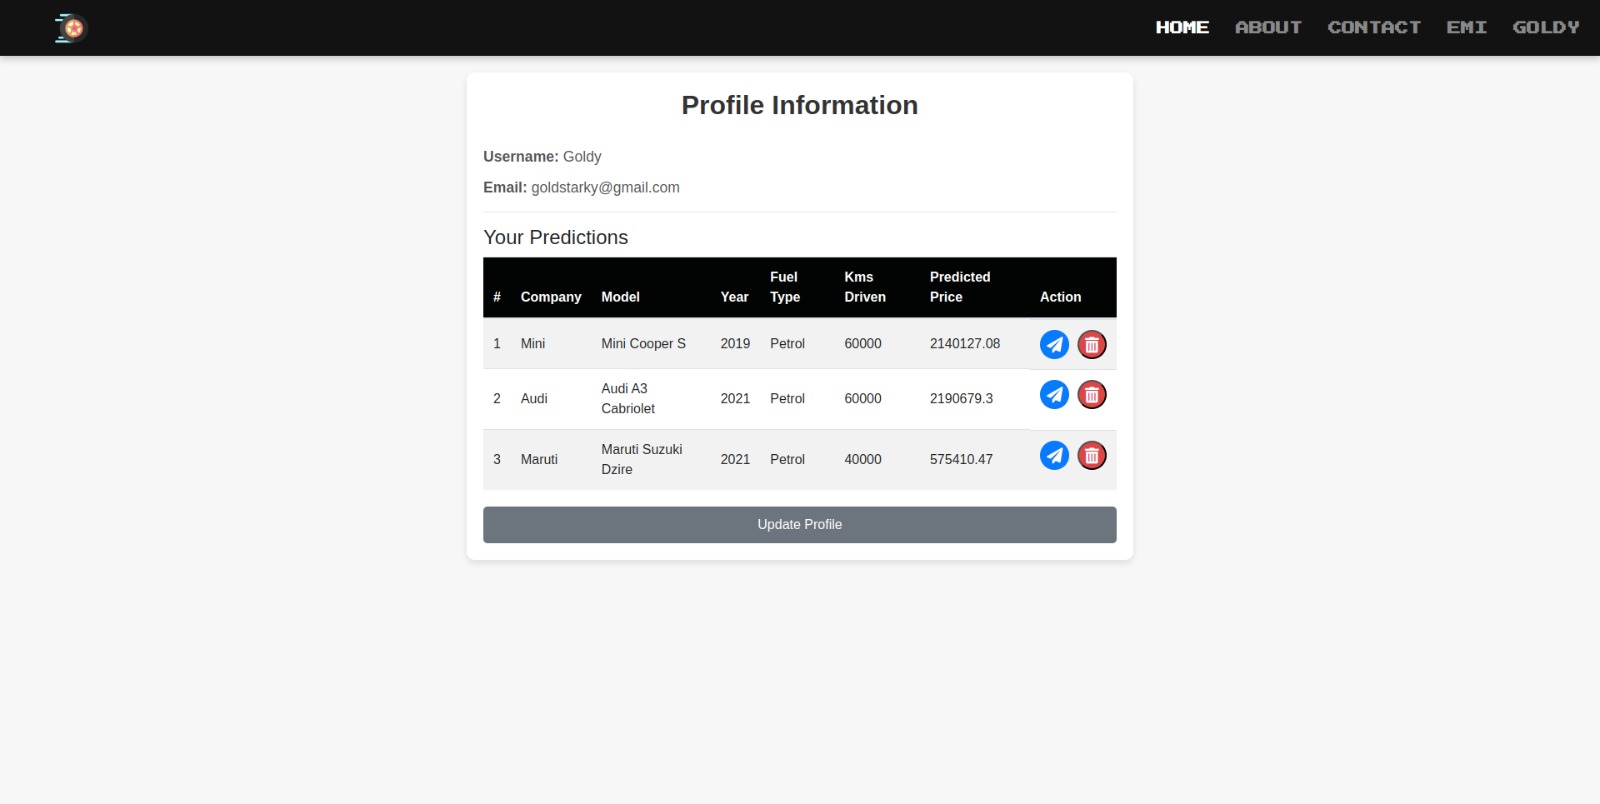 HOME ABOUT CONTACT EMI GOLDY
Profile Information
Username: Goldy
Email: goldstarky@gmail.com
Your Predictions
# Company Model Year Fuel Type Kms Driven Predicted Price Action
1 Mini Mini Cooper S 2019 Petrol 60000 2140127.08
2 Audi Audi A3 Cabriolet 2021 Petrol 60000 2190679.3
3 Maruti Maruti Suzuki Dzire 2021 Petrol 40000 575410.47
Update Profile